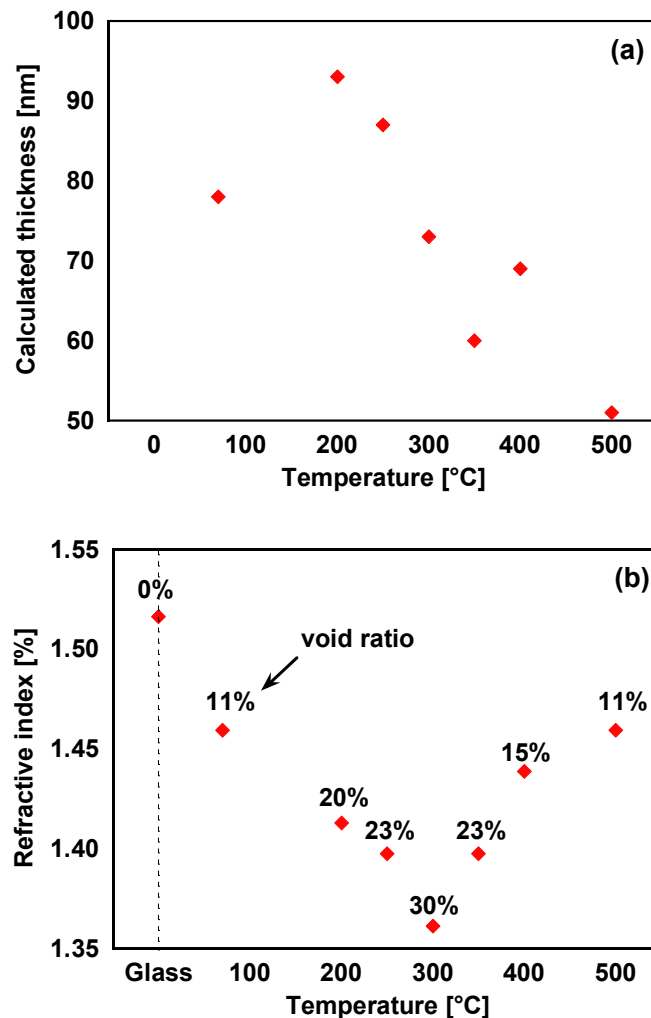 (a)
Calculated thickness [nm]
100
90
80
70
60
50
0 100 200 300 400 500
Temperature [°C]
(b)
Refractive index [%]
1.55
0%
void ratio
1.50
11% 11%
1.45
15%
20%
23% 23%
1.40
30%
1.35
Glass 100 200 300 400 500
Temperature [°C]